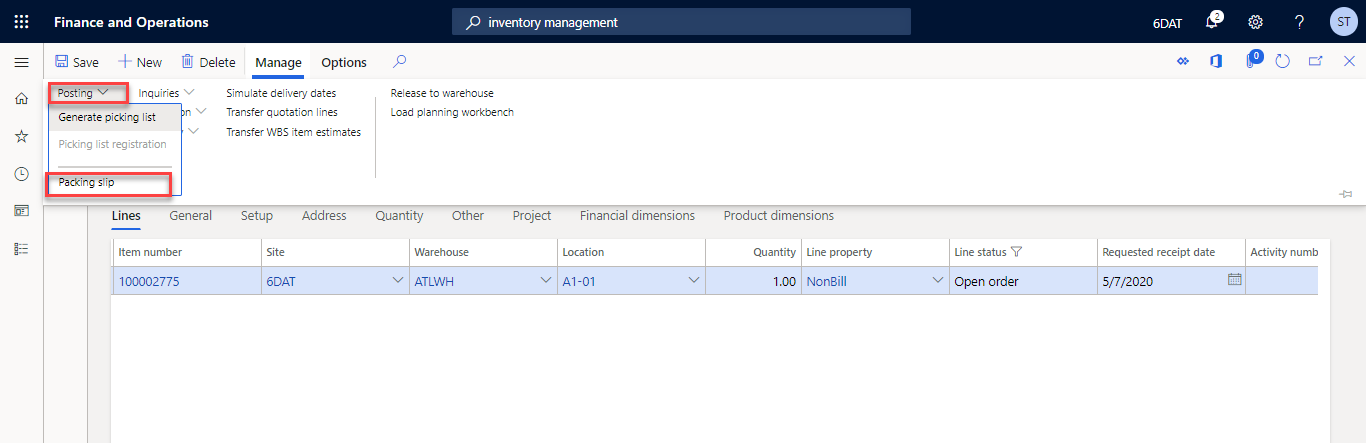 Finance and Operations
inventory management
6DAT
2
?
ST
Save
New
Delete
Manage
Options
0
Posting
Inquiries
Simulate delivery dates
Release to warehouse
Generate picking list
on
Transfer quotation lines
Load planning workbench
Transfer WBS item estimates
Picking list registration
Packing slip
Lines
General
Setup
Address
Quantity
Other
Project
Financial dimensions
Product dimensions
Item number
Site
Warehouse
Location
Quantity
Line property
Line status
Requested receipt date
Activity numb
100002775
6DAT
ATLWH
A1-01
1.00
NonBill
Open order
5/7/2020